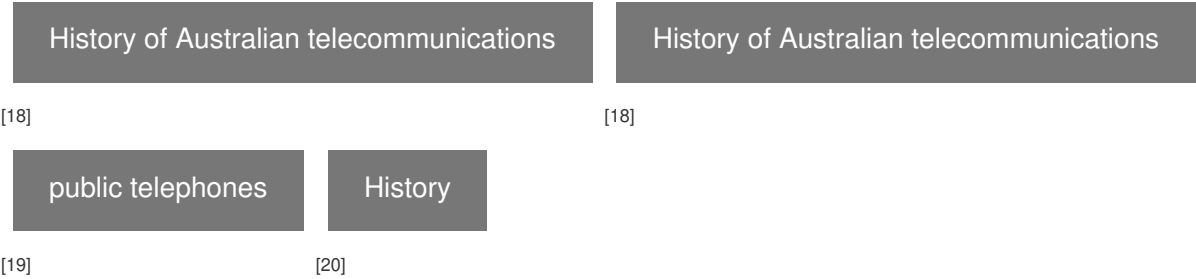 History of Australian telecommunications History of Australian telecommunications
[18] [18]
public telephones History
[19] [20]